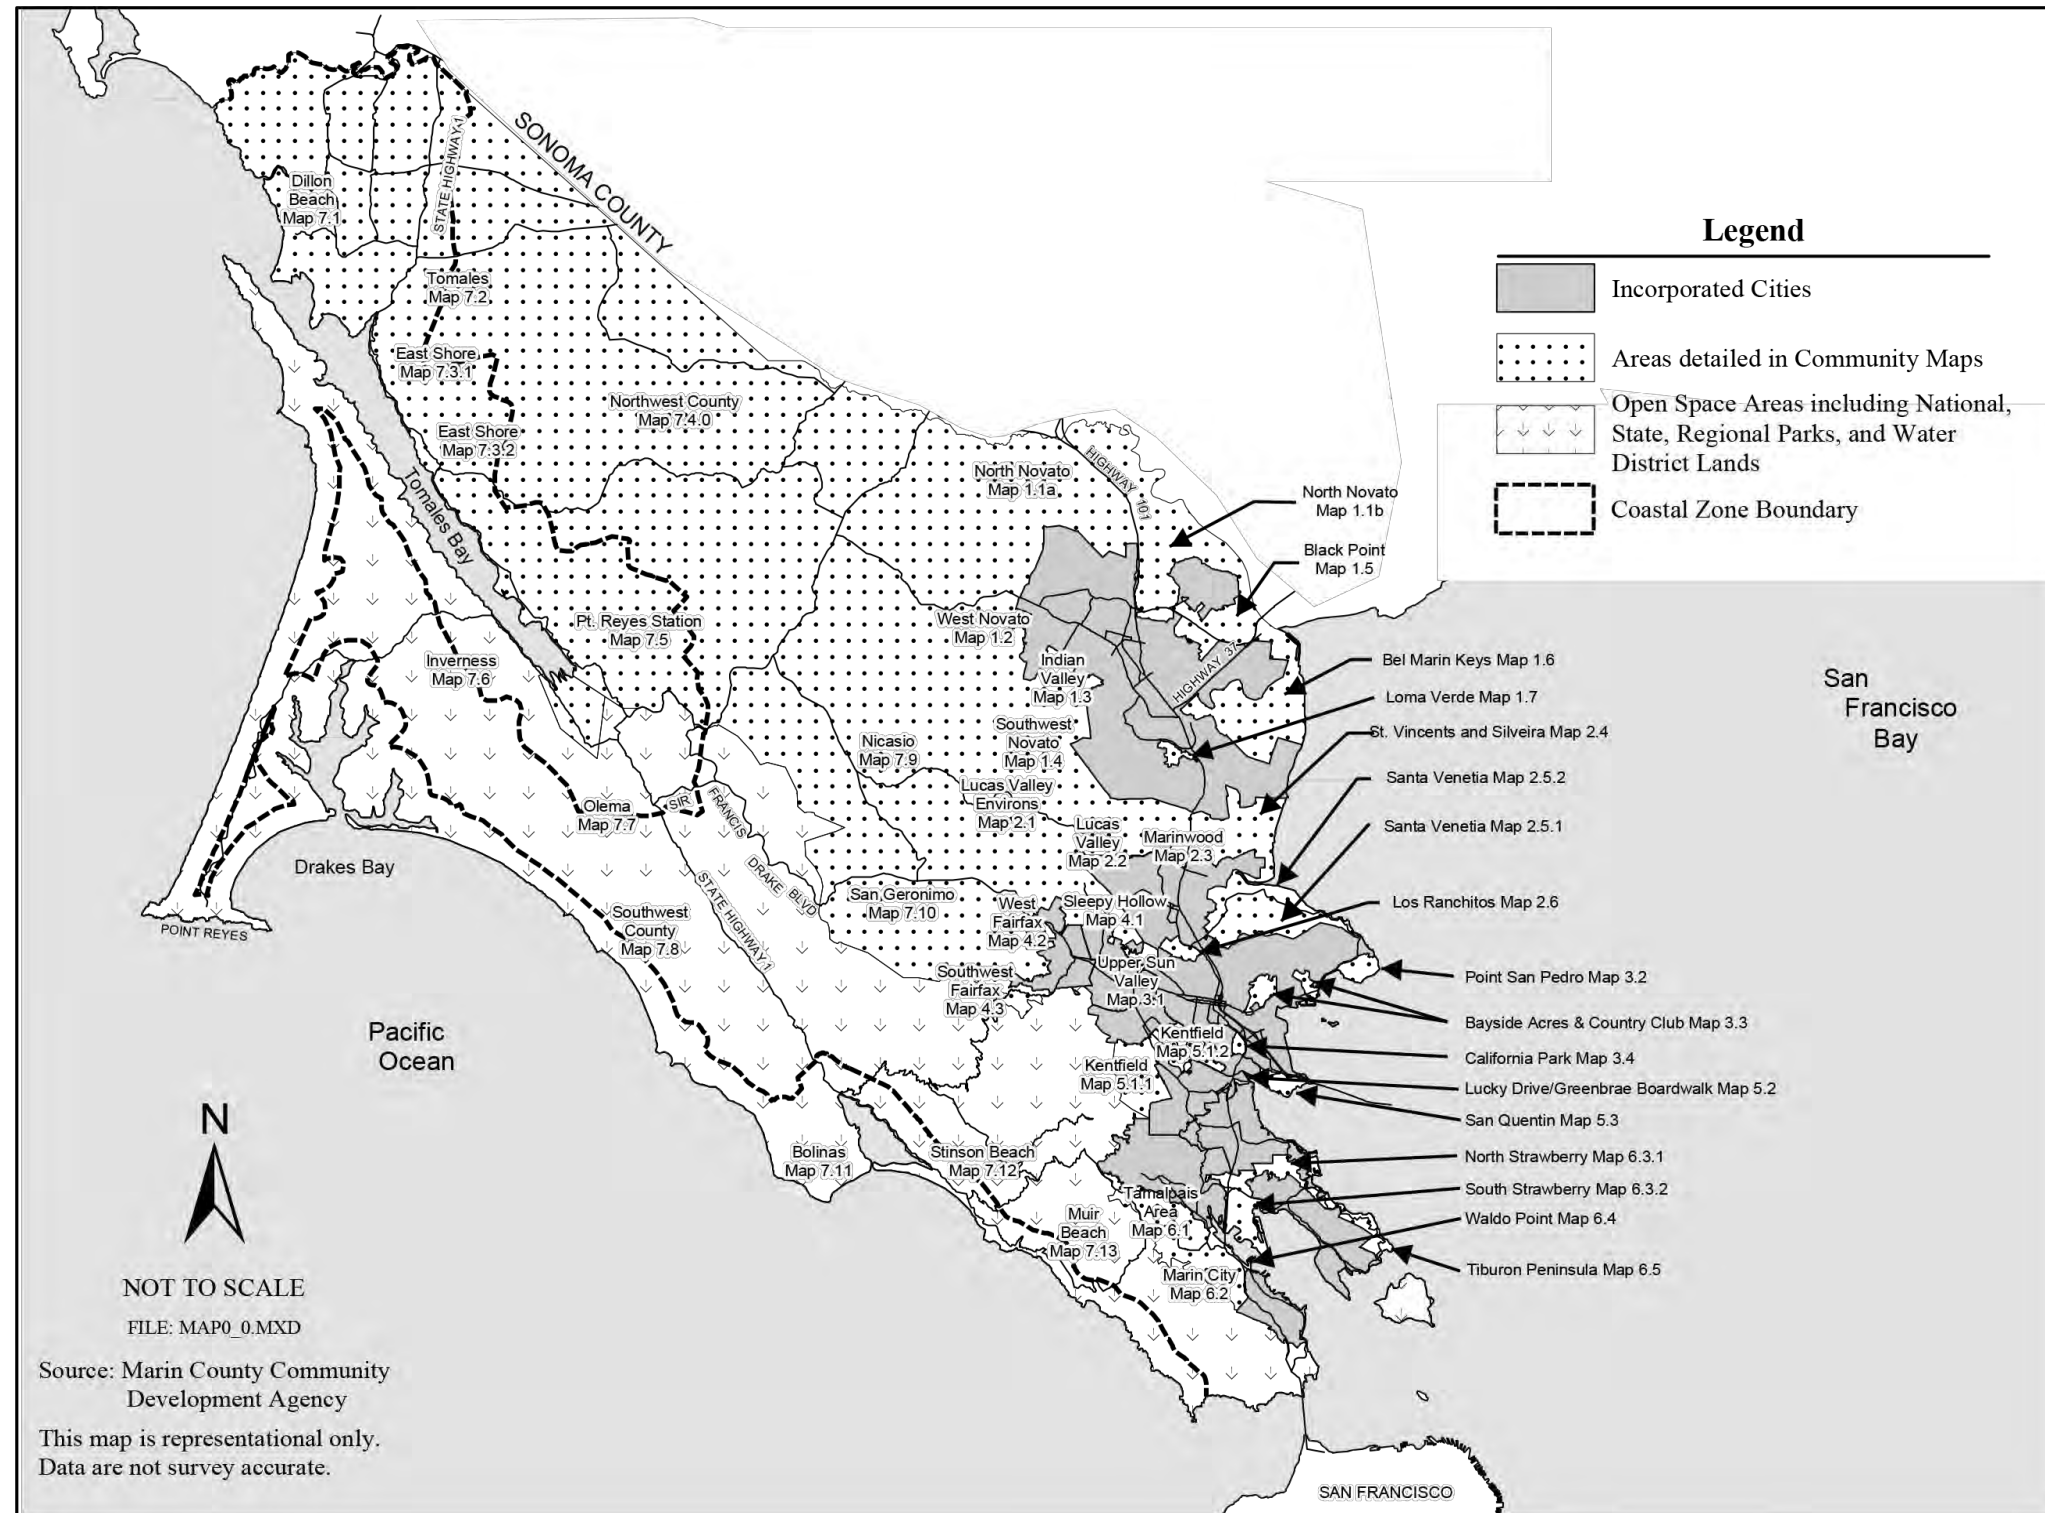 SONOMA COUNTY
STATE HIGHWAY 1
Dillon
Beach
Map 7.1
Tomales
Map 7.2
East Shore
Map 7.3.1
Northwest County
Map 7.4.0
East Shore
Map 7.3.2
Tomales Bay
North Novato
Map 1.1a
HIGHWAY 101
North Novato
Map 1.1b
Black Point
Map 1.5
Pt. Reyes Station
Map 7.5
West Novato
Map 1.2
Inverness
Map 7.6
Indian
Valley
Map 1.3
HIGHWAY 37
Bel Marin Keys Map 1.6
Loma Verde Map 1.7
St. Vincents and Silveira Map 2.4
Southwest
Novato
Map 1.4
Nicasio
Map 7.9
Santa Venetia Map 2.5.2
Lucas Valley
Environs
Map 2.1
Olema
Map 7.7
SIR FRANCIS DRAKE BLVD
Lucas
Valley
Map 2.2
Marinwood
Map 2.3
Santa Venetia Map 2.5.1
Drakes Bay
STATE HIGHWAY 1
San Geronimo
Map 7.10
West
Fairfax
Map 4.2
Sleepy Hollow
Map 4.1
Los Ranchitos Map 2.6
POINT REYES
Southwest
County
Map 7.8
Southwest
Fairfax
Map 4.3
Upper Sun
Valley
Map 3.1
Point San Pedro Map 3.2
Bayside Acres & Country Club Map 3.3
Kentfield
Map 5.1.2
California Park Map 3.4
Kentfield
Map 5.1.1
Lucky Drive/Greenbrae Boardwalk Map 5.2
San Quentin Map 5.3
Pacific
Ocean
Bolinas
Map 7.11
Stinson Beach
Map 7.12
North Strawberry Map 6.3.1
South Strawberry Map 6.3.2
Tamalpais
Area
Map 6.1
Muir
Beach
Map 7.13
Waldo Point Map 6.4
Tiburon Peninsula Map 6.5
Marin City
Map 6.2
SAN FRANCISCO
San
Francisco
Bay
Legend
Incorporated Cities
Areas detailed in Community Maps
Open Space Areas including National,
State, Regional Parks, and Water
District Lands
Coastal Zone Boundary
N
NOT TO SCALE
FILE: MAP0_0.MXD
Source: Marin County Community
Development Agency
This map is representational only.
Data are not survey accurate.